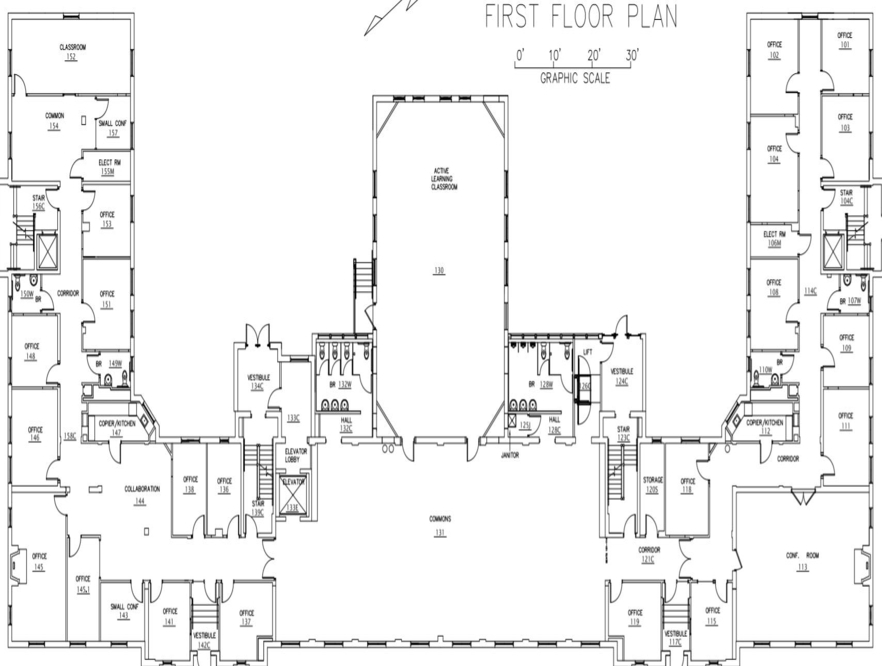 FIRST FLOOR PLAN
0' 10' 20' 30'
GRAPHIC SCALE
CLASSROOM
152
COMMON
154
SMALL CONF
157
ELECT RM
155M
STAIR
156C
OFFICE
153
OFFICE
151
150W
BR
CORRIDOR
OFFICE
148
BR
149W
OFFICE
146
158C
COPIER/KITCHEN
147
COLLABORATION
144
OFFICE
138
OFFICE
136
STAIR
139C
OFFICE
145
OFFICE
145.1
SMALL CONF
143
OFFICE
141
VESTIBULE
142C
OFFICE
137
VESTIBULE
134C
133C
ELEVATOR
LOBBY
ELEVATOR
133E
BR
132W
HALL
132C
ACTIVE
LEARNING
CLASSROOM
130
COMMONS
131
BR
128W
HALL
128C
125J
JANITOR
LIFT
126C
VESTIBULE
124C
STAIR
123C
STORAGE
120S
OFFICE
118
CORRIDOR
121C
OFFICE
119
VESTIBULE
117C
OFFICE
115
CONF. ROOM
113
CORRIDOR
COPIER/KITCHEN
112
OFFICE
111
110W
BR
OFFICE
109
OFFICE
108
114C
BR
107W
ELECT RM
106M
STAIR
104C
OFFICE
104
OFFICE
103
OFFICE
102
OFFICE
101